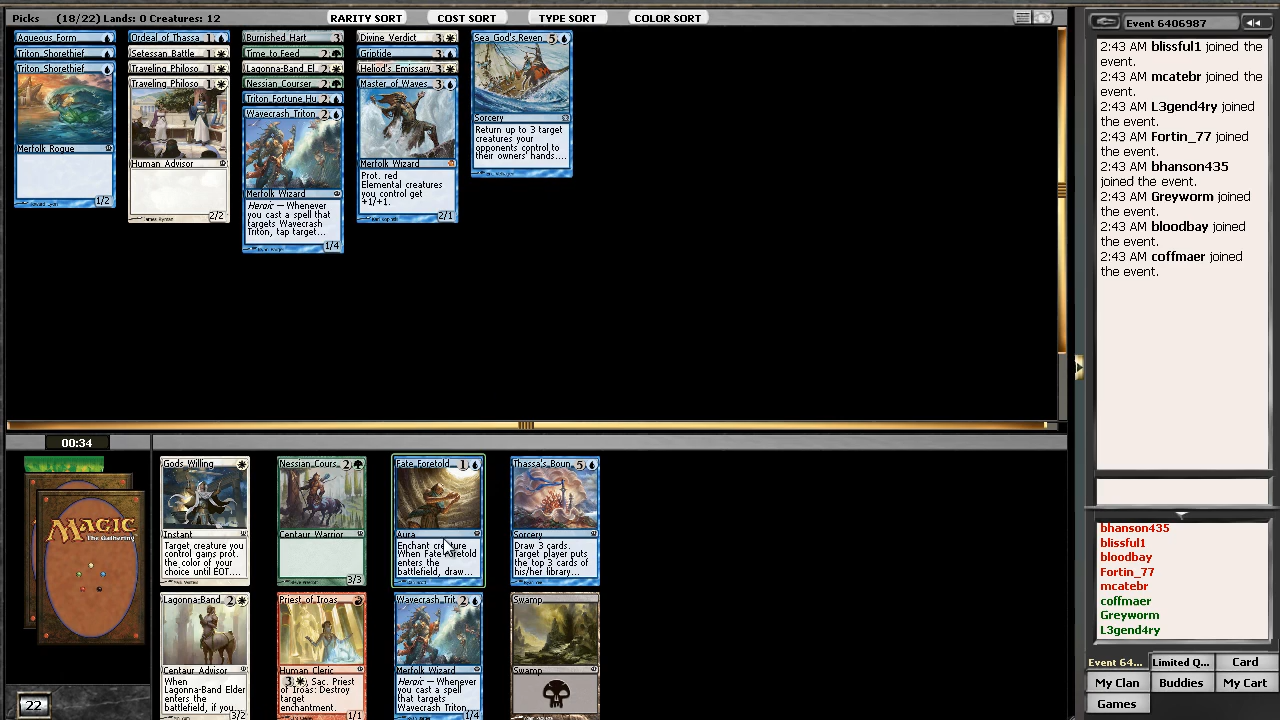 Picks (18/22) Lands: 0 Creatures: 12
RARITY SORT
COST SORT
TYPE SORT
COLOR SORT
Aqueous Form
Triton Shorethief
Triton Shorethief
Merfolk Rogue
1/2
Ordeal of Thassa 1
Setessan Battle 1
Traveling Philoso 1
Traveling Philoso 1
Human Advisor
2/2
Burnished Hart 3
Time to Feed 2
Lagonna-Band El 2
Nessian Courser 2
Triton Fortune Hu 2
Wavecrash Triton 2
Merfolk Wizard
Heroic — Whenever
you cast a spell that
targets Wavecrash
Triton, tap target...
1/4
Divine Verdict 3
Griptide 3
Heliod's Emissary 3
Master of Waves 3
Merfolk Wizard
Prot. red
Elemental creatures
you control get
+1/+1.
2/1
Sea God's Reven 5
Sorcery
Return up to 3 target
creatures your
opponents control to
their owners' hands....
00:34
MAGIC
The Gathering
22
Gods Willing
Instant
Target creature you
control gains prot.
the color of your
choice until EOT....
Nessian Cours 2
Centaur Warrior
3/3
Fate Foretold 1
Aura
Enchant creature
When Fate Foretold
enters the
battlefield, draw...
Thassa's Boun 5
Sorcery
Draw 3 cards.
Target player puts
the top 3 cards of
his/her library...
Lagonna-Band 2
Centaur Advisor
When
Lagonna-Band Elder
enters the
battlefield, if you
3/2
Priest of Iroas
Human Cleric
3, Sac. Priest
of Iroas: Destroy
target
enchantment.
1/1
Wavecrash Trit 2
Merfolk Wizard
Heroic — Whenever
you cast a spell
that targets
Wavecrash Triton
1/4
Swamp
Swamp
Event 6406987
2:43 AM blissful1 joined the
event.
2:43 AM mcatebr joined the
event.
2:43 AM L3gend4ry joined
the event.
2:43 AM Fortin_77 joined
the event.
2:43 AM bhanson435
joined the event.
2:43 AM Greyworm joined
the event.
2:43 AM bloodbay joined
the event.
2:43 AM coffmaer joined
the event.
bhanson435
blissful1
bloodbay
Fortin_77
mcatebr
coffmaer
Greyworm
L3gend4ry
Event 64...
Limited Q...
Card
My Clan
Buddies
My Cart
Games